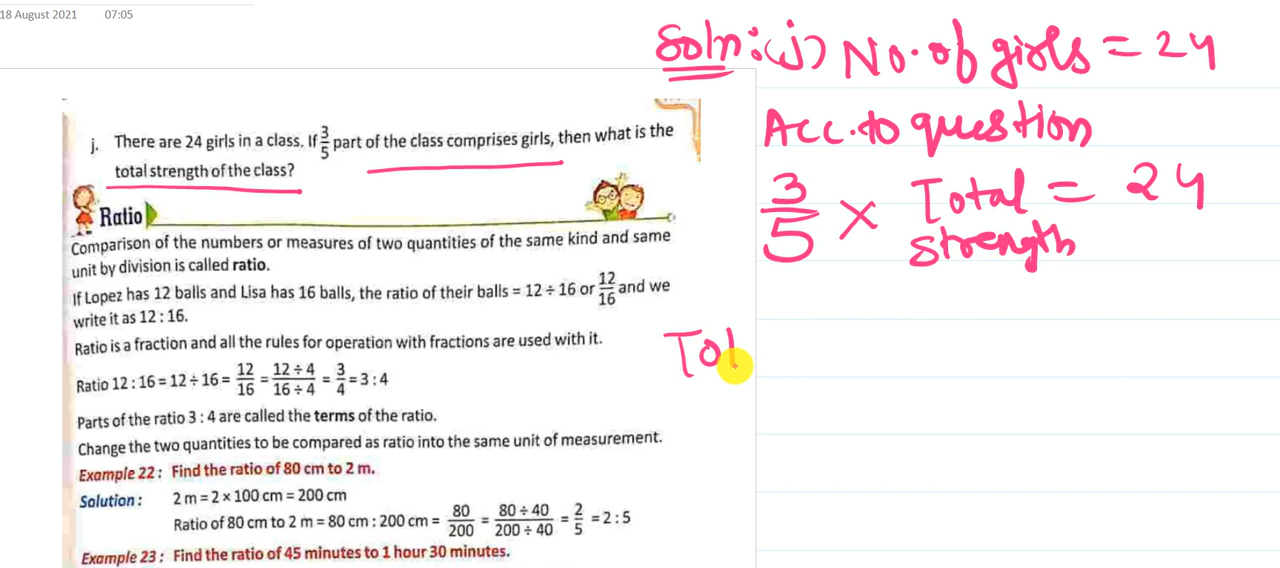 18 August 2021 07:05
Soln:(j) No. of girls = 24
Acc. to question
3/5 × Total strength = 24
Tot
j. There are 24 girls in a class. If 3/5 part of the class comprises girls, then what is the
total strength of the class?
Ratio
Comparison of the numbers or measures of two quantities of the same kind and same
unit by division is called ratio.
If Lopez has 12 balls and Lisa has 16 balls, the ratio of their balls = 12 ÷ 16 or 12/16 and we
write it as 12 : 16.
Ratio is a fraction and all the rules for operation with fractions are used with it.
Ratio 12 : 16 = 12 ÷ 16 = 12/16 = 12 ÷ 4/16 ÷ 4 = 3/4 = 3 : 4
Parts of the ratio 3 : 4 are called the terms of the ratio.
Change the two quantities to be compared as ratio into the same unit of measurement.
Example 22 : Find the ratio of 80 cm to 2 m.
Solution : 2 m = 2 × 100 cm = 200 cm
Ratio of 80 cm to 2 m = 80 cm : 200 cm = 80/200 = 80 ÷ 40/200 ÷ 40 = 2/5 = 2 : 5
Example 23 : Find the ratio of 45 minutes to 1 hour 30 minutes.